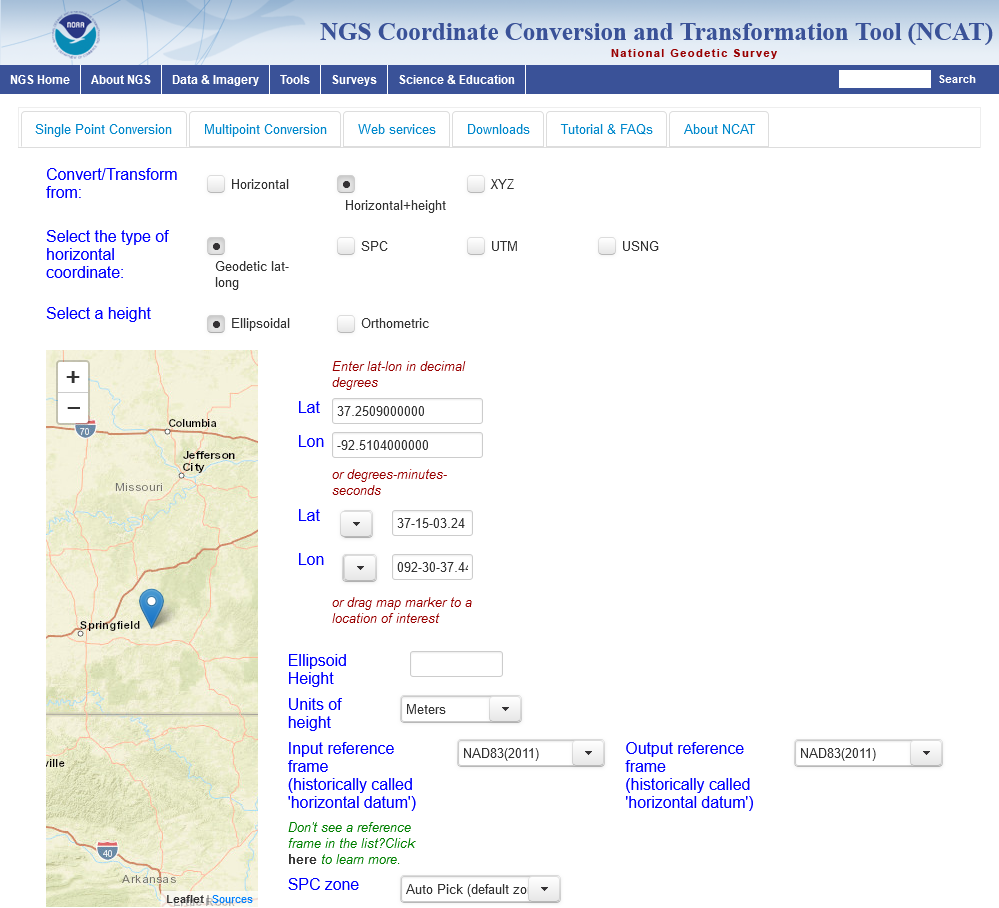 NOAA
NGS Coordinate Conversion and Transformation Tool (NCAT)
National Geodetic Survey
NGS Home About NGS Data & Imagery Tools Surveys Science & Education Search
Single Point Conversion Multipoint Conversion Web services Downloads Tutorial & FAQs About NCAT
Convert/Transform
from:
Horizontal
Horizontal+height
XYZ
Select the type of
horizontal
coordinate:
Geodetic lat-
long
SPC
UTM
USNG
Select a height
Ellipsoidal
Orthometric
+
−
70
Columbia
Jefferson
City
Missouri
Springfield
ville
40
Arkansas
Leaflet | Sources
Enter lat-lon in decimal
degrees
Lat 37.2509000000
Lon -92.5104000000
or degrees-minutes-
seconds
Lat 37-15-03.24
Lon 092-30-37.44
or drag map marker to a
location of interest
Ellipsoid
Height
Units of
height
Meters
Input reference
frame
(historically called
'horizontal datum')
NAD83(2011)
Output reference
frame
(historically called
'horizontal datum')
NAD83(2011)
Don't see a reference
frame in the list?Click
here to learn more.
SPC zone
Auto Pick (default zo